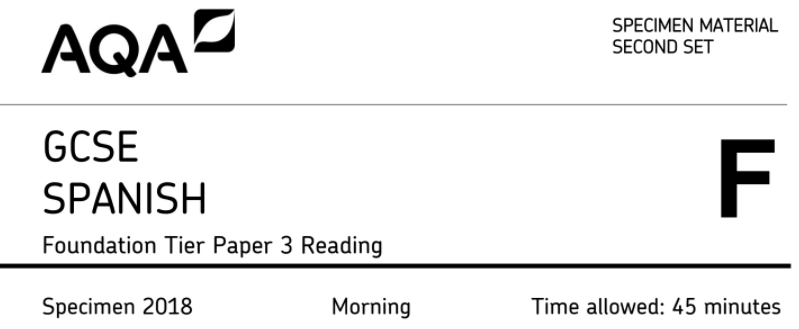 AQA
SPECIMEN MATERIAL
SECOND SET
GCSE
SPANISH
F
Foundation Tier Paper 3 Reading
Specimen 2018 Morning Time allowed: 45 minutes